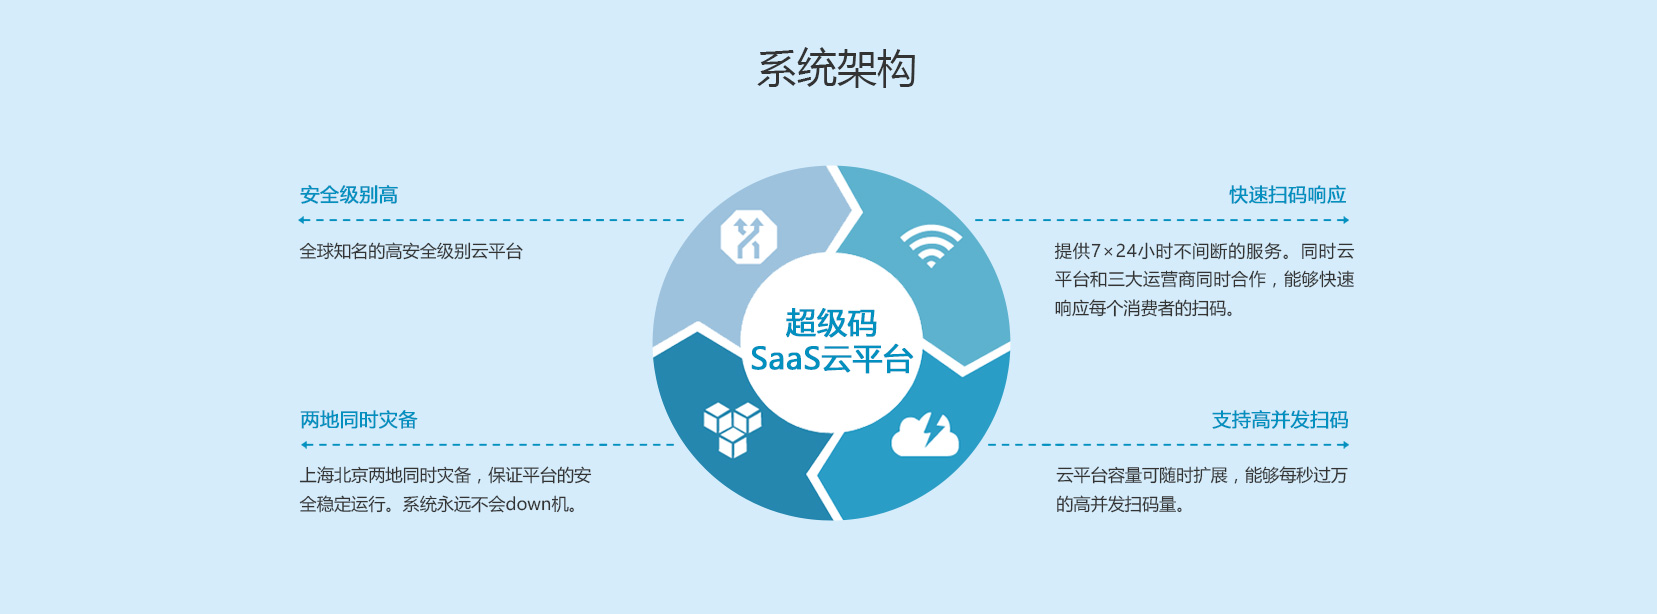 系统架构
安全级别高
全球知名的高安全级别云平台
快速扫码响应
提供7×24小时不间断的服务。同时云
平台和三大运营商同时合作，能够快速
响应每个消费者的扫码。
超级码
SaaS云平台
两地同时灾备
上海北京两地同时灾备，保证平台的安
全稳定运行。系统永远不会down机。
支持高并发扫码
云平台容量可随时扩展，能够每秒过万
的高并发扫码量。